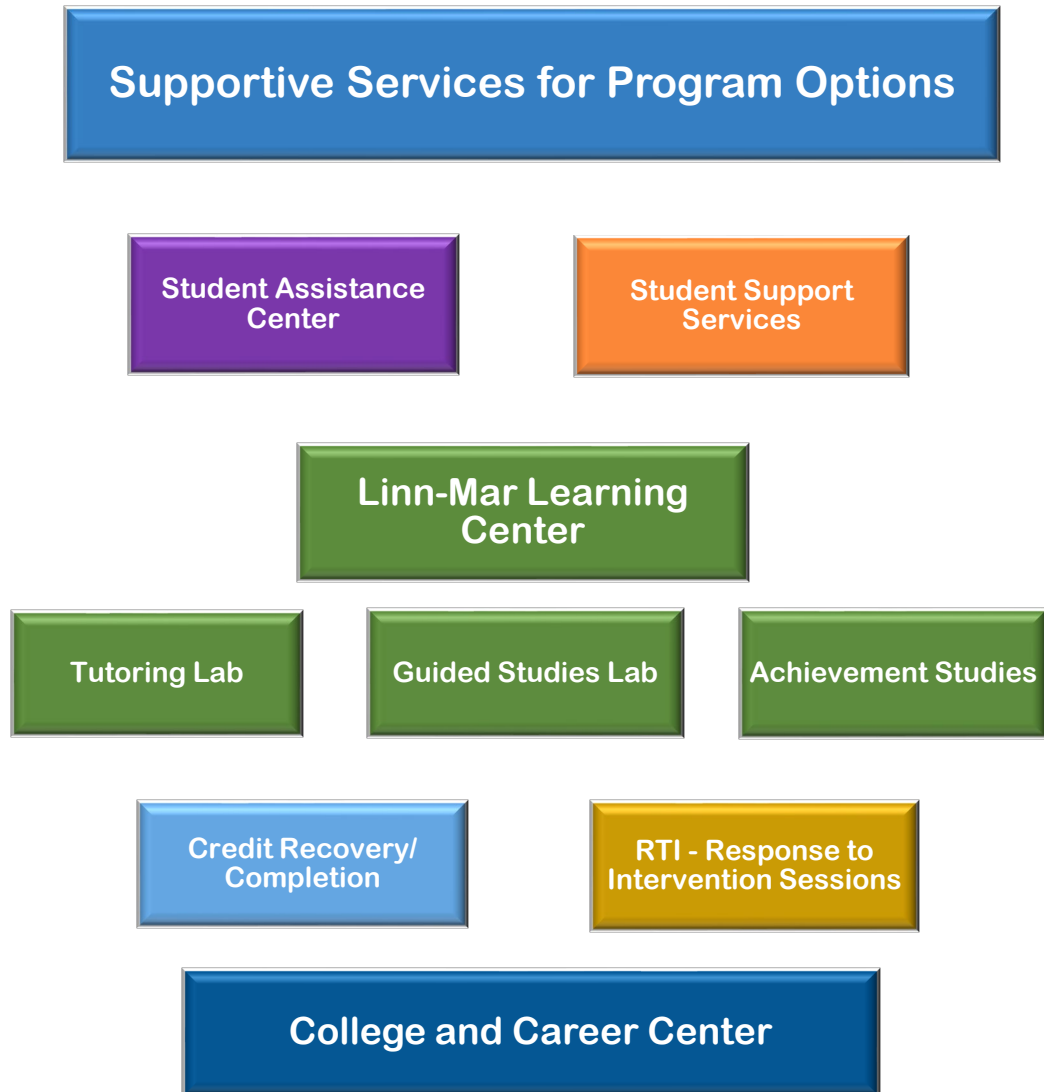 Supportive Services for Program Options
Student Assistance
Center
Student Support
Services
Linn-Mar Learning
Center
Tutoring Lab
Guided Studies Lab
Achievement Studies
Credit Recovery/
Completion
RTI - Response to
Intervention Sessions
College and Career Center